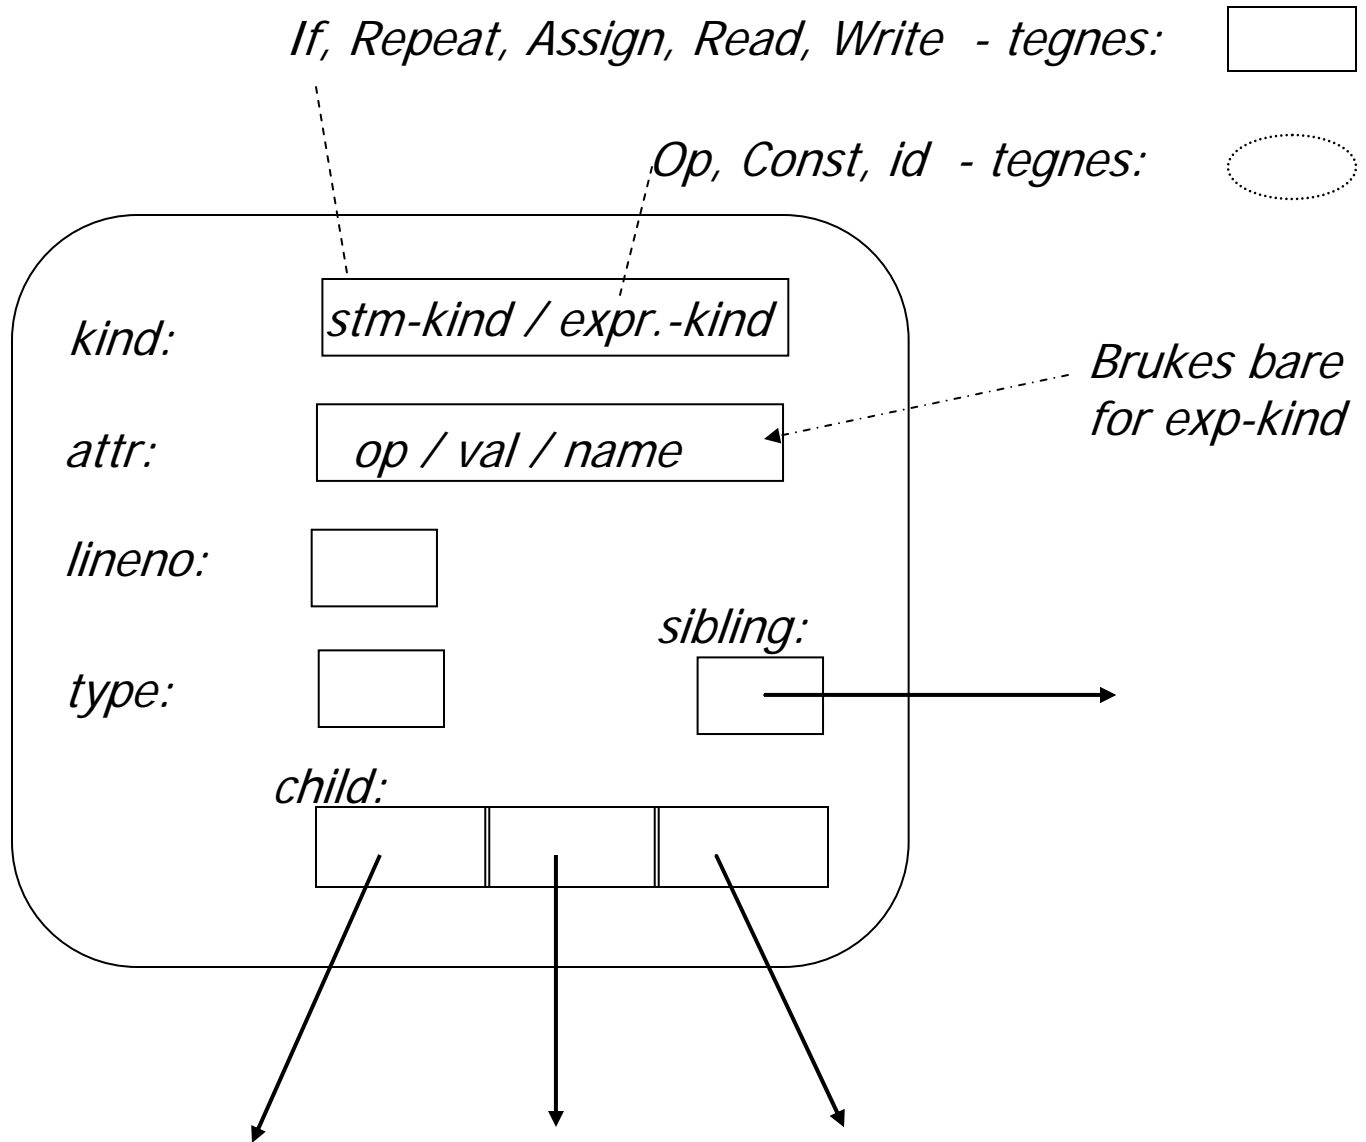 If, Repeat, Assign, Read, Write - tegnes:
Op, Const, id - tegnes:
kind:
stm-kind / expr.-kind
Brukes bare
for exp-kind
attr:
op / val / name
lineno:
sibling:
type:
child: